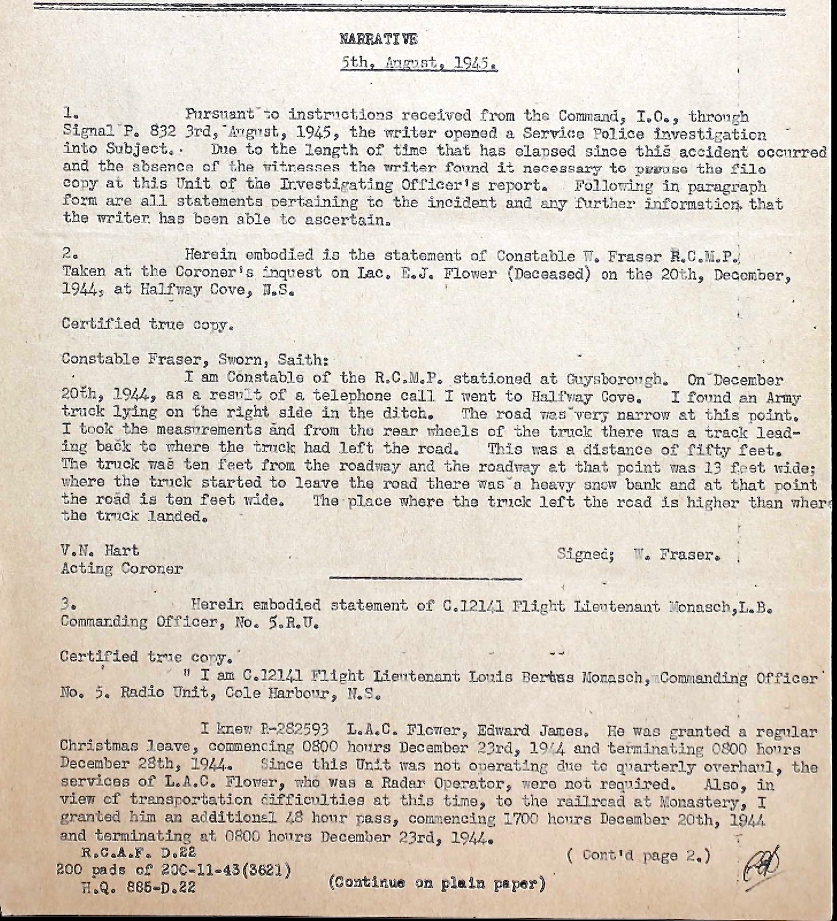 NARRATIVE
5th, August, 1945.
1. Pursuant to instructions received from the Command, I.O., through
Signal P. 832 3rd, August, 1945, the writer opened a Service Police investigation
into Subject. Due to the length of time that has elapsed since this accident occurred
and the absence of the witnesses the writer found it necessary to peruse the file
copy at this Unit of the Investigating Officer's report. Following in paragraph
form are all statements pertaining to the incident and any further information that
the writer has been able to ascertain.
2. Herein embodied is the statement of Constable W. Fraser R.C.M.P.
Taken at the Coroner's inquest on Lac. E.J. Flower (Deceased) on the 20th, December,
1944, at Halfway Cove, N.S.
Certified true copy.
Constable Fraser, Sworn, Saith:
I am Constable of the R.C.M.P. stationed at Guysborough. On December
20th, 1944, as a result of a telephone call I went to Halfway Cove. I found an Army
truck lying on the right side in the ditch. The road was very narrow at this point.
I took the measurements and from the rear wheels of the truck there was a track lead-
ing back to where the truck had left the road. This was a distance of fifty feet.
The truck was ten feet from the roadway and the roadway at that point was 13 feet wide;
where the truck started to leave the road there was a heavy snow bank and at that point
the road is ten feet wide. The place where the truck left the road is higher than where
the truck landed.
V.N. Hart Signed; W. Fraser.
Acting Coroner
3. Herein embodied statement of C.12141 Flight Lieutenant Monasch,L.B.
Commanding Officer, No. 5.R.U.
Certified true copy.
" I am C.12141 Flight Lieutenant Louis Bertus Monasch, Commanding Officer
No. 5. Radio Unit, Cole Harbour, N.S.
I knew R-282593 L.A.C. Flower, Edward James. He was granted a regular
Christmas leave, commencing 0800 hours December 23rd, 1944 and terminating 0800 hours
December 28th, 1944. Since this Unit was not operating due to quarterly overhaul, the
services of L.A.C. Flower, who was a Radar Operator, were not required. Also, in
view of transportation difficulties at this time, to the railroad at Monastery, I
granted him an additional 48 hour pass, commencing 1700 hours December 20th, 1944
and terminating at 0800 hours December 23rd, 1944.
R.C.A.F. D.22 ( Cont'd page 2.)
200 pads of 20C-11-43(3621)
H.Q. 885-D.22 (Continue on plain paper)